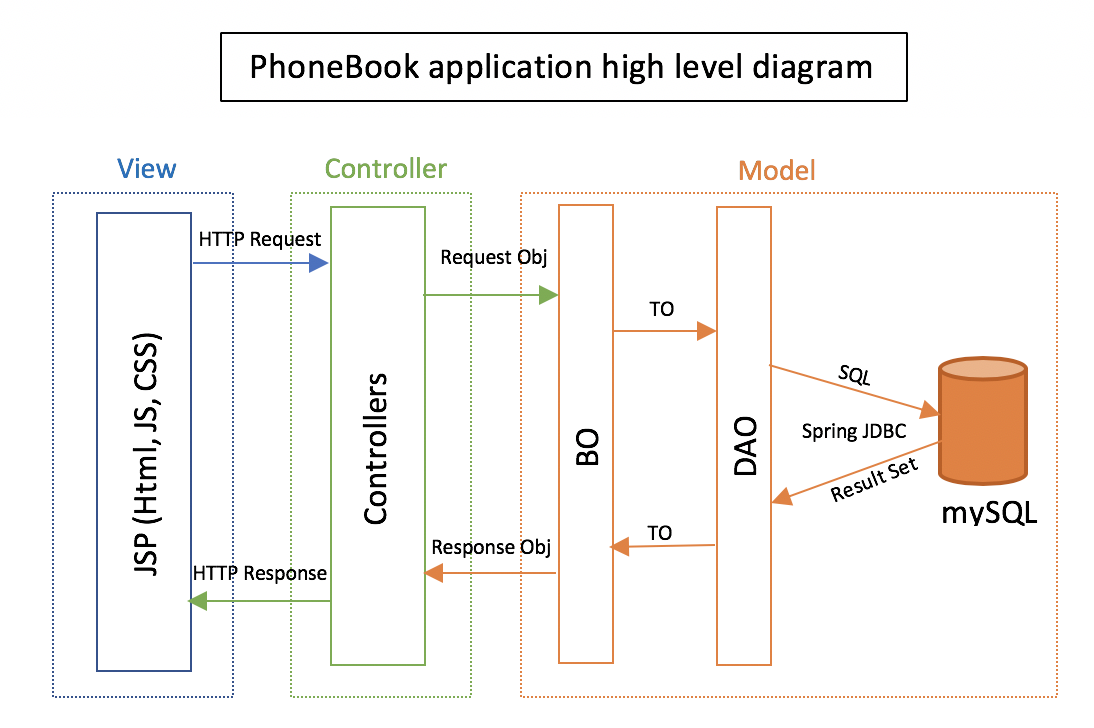 PhoneBook application high level diagram
View
Controller
Model
HTTP Request
Request Obj
TO
SQL
Spring JDBC
Result Set
mySQL
JSP (Html, JS, CSS)
Controllers
BO
DAO
TO
Response Obj
HTTP Response